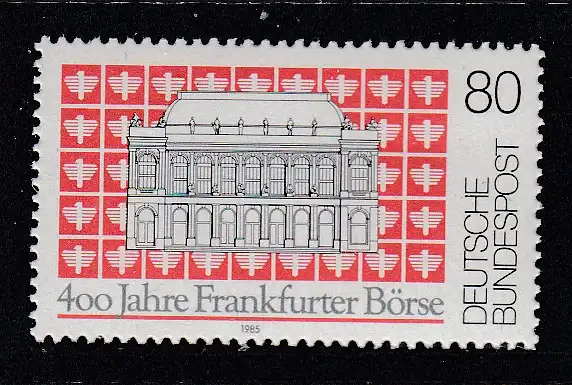 80
DEUTSCHE
BUNDESPOST
400 Jahre Frankfurter Börse
1985